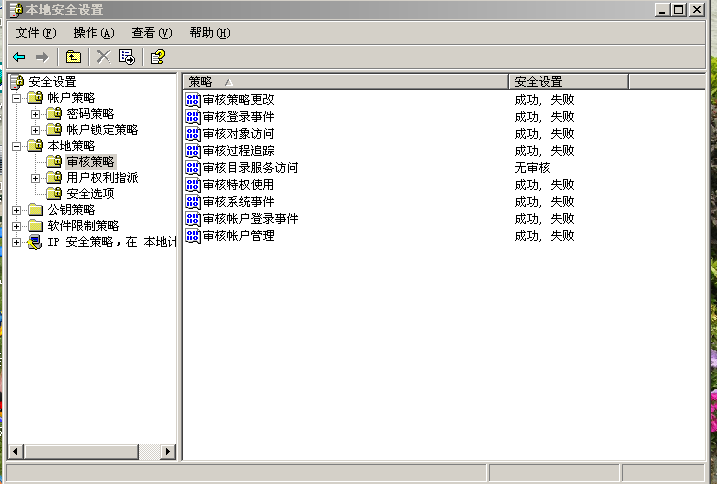 本地安全设置
文件(F) 操作(A) 查看(V) 帮助(H)
安全设置
帐户策略
密码策略
帐户锁定策略
本地策略
审核策略
用户权利指派
安全选项
公钥策略
软件限制策略
IP 安全策略，在 本地计
策略 安全设置
审核策略更改 成功, 失败
审核登录事件 成功, 失败
审核对象访问 成功, 失败
审核过程追踪 成功, 失败
审核目录服务访问 无审核
审核特权使用 成功, 失败
审核系统事件 成功, 失败
审核帐户登录事件 成功, 失败
审核帐户管理 成功, 失败